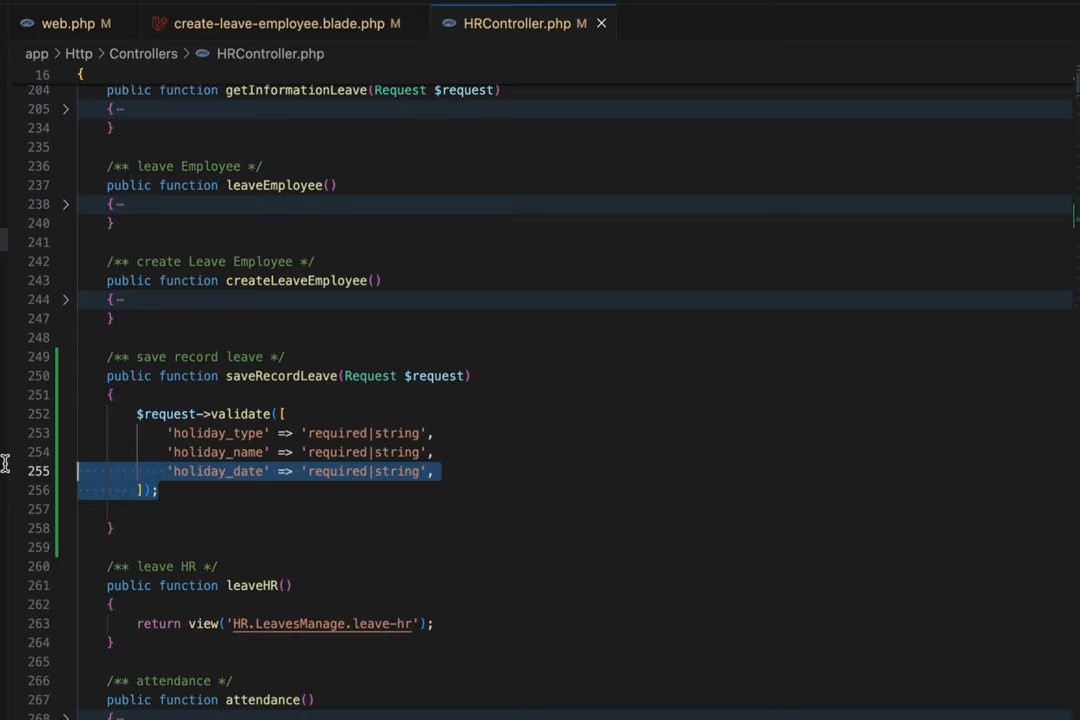 web.php M
create-leave-employee.blade.php M
HRController.php M
app > Http > Controllers > HRController.php
16 {
204 public function getInformationLeave(Request $request)
205 > { ⋯
234 }
235
236 /** leave Employee */
237 public function leaveEmployee()
238 > { ⋯
240 }
241
242 /** create Leave Employee */
243 public function createLeaveEmployee()
244 > { ⋯
247 }
248
249 /** save record leave */
250 public function saveRecordLeave(Request $request)
251 {
252 $request->validate([
253 'holiday_type' => 'required|string',
254 'holiday_name' => 'required|string',
255 'holiday_date' => 'required|string',
256 ]);
257
258 }
259
260 /** leave HR */
261 public function leaveHR()
262 {
263 return view('HR.LeavesManage.leave-hr');
264 }
265
266 /** attendance */
267 public function attendance()
268 > { ⋯